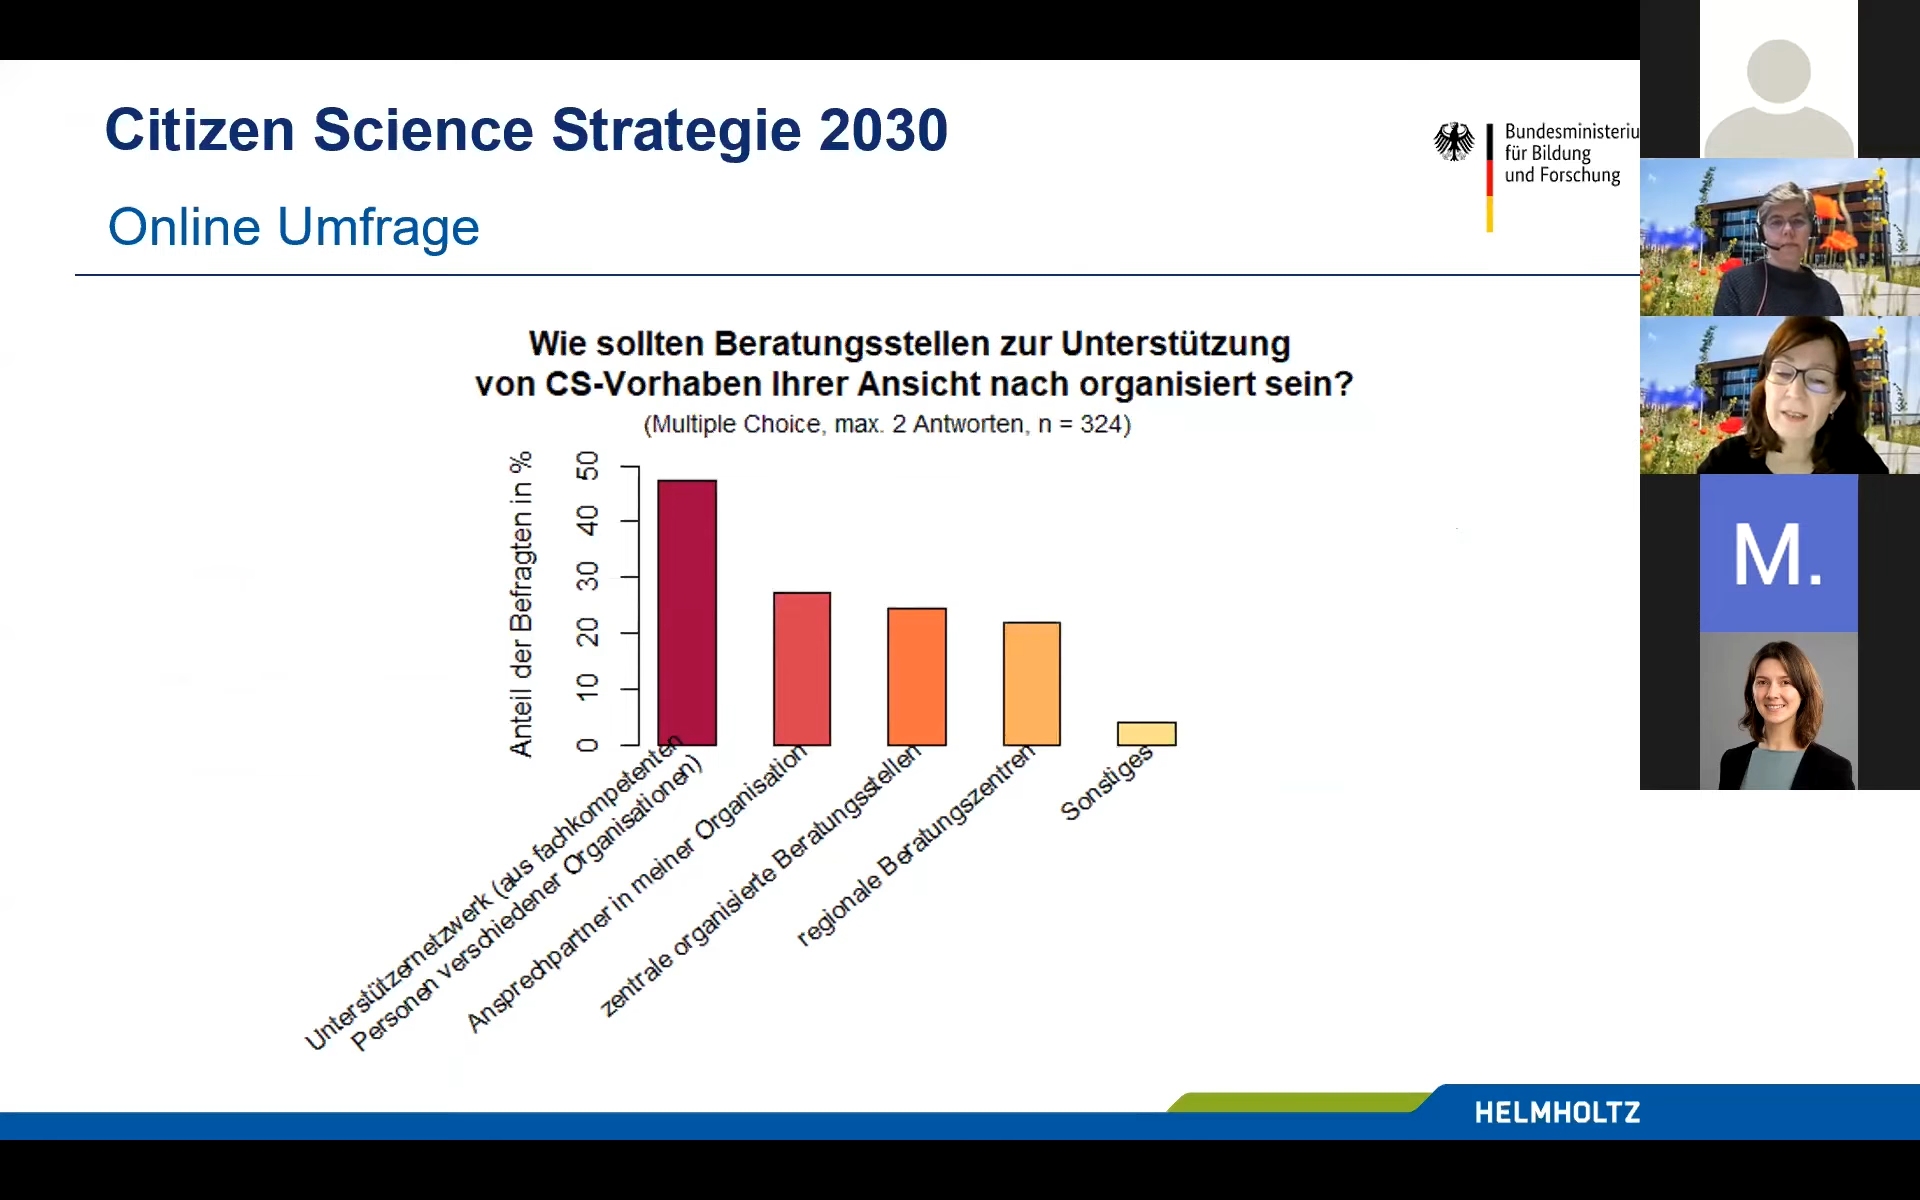 Citizen Science Strategie 2030
Online Umfrage
Bundesministeriu
für Bildung
und Forschung
Wie sollten Beratungsstellen zur Unterstützung
von CS-Vorhaben Ihrer Ansicht nach organisiert sein?
(Multiple Choice, max. 2 Antworten, n = 324)
Anteil der Befragten in %
50
40
30
20
10
0
Unterstützernetzwerk (aus fachkompetenten
Personen verschiedener Organisationen)
Ansprechpartner in meiner Organisation
zentrale organisierte Beratungsstellen
regionale Beratungszentren
Sonstiges
M.
HELMHOLTZ